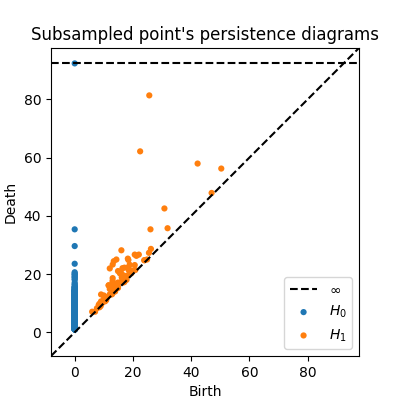 Subsampled point's persistence diagrams
Death
80
60
40
20
0
0 20 40 60 80
Birth
∞
H₀
H₁